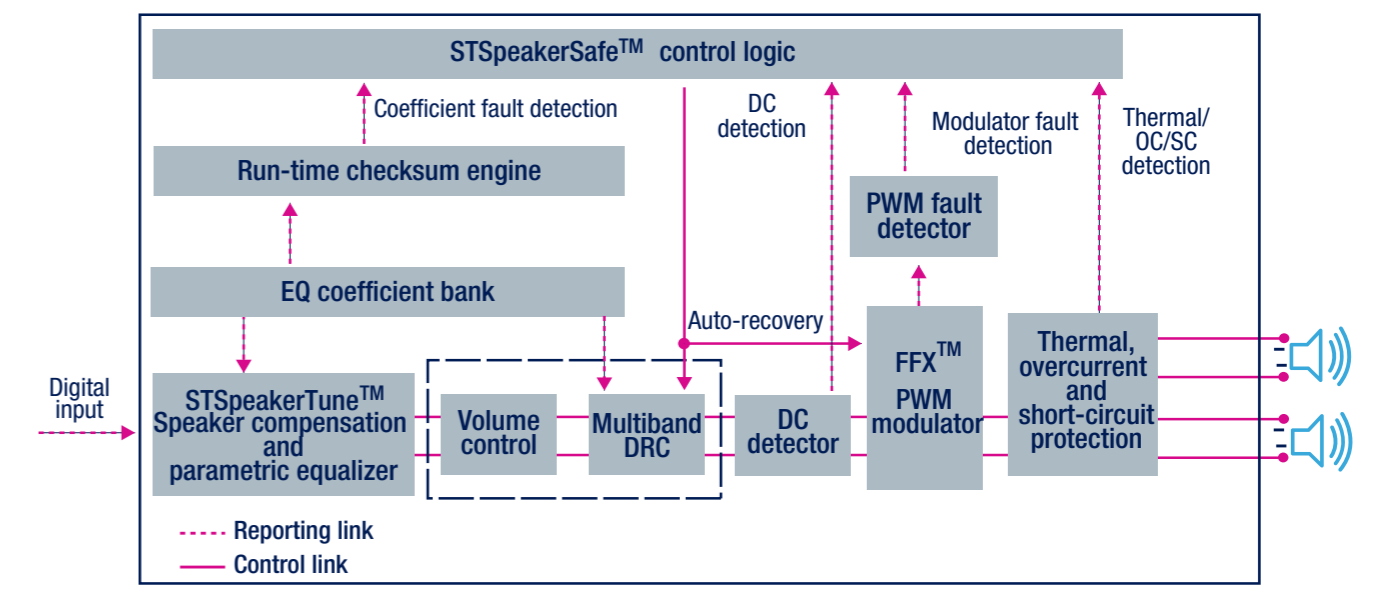 STSpeakerSafe™ control logic
Coefficient fault detection
DC
detection
Modulator fault
detection
Thermal/
OC/SC
detection
Run-time checksum engine
PWM fault
detector
EQ coefficient bank
Auto-recovery
Digital
input
STSpeakerTune™
Speaker compensation
and
parametric equalizer
Volume
control
Multiband
DRC
DC
detector
FFX™
PWM
modulator
Thermal,
overcurrent
and
short-circuit
protection
Reporting link
Control link